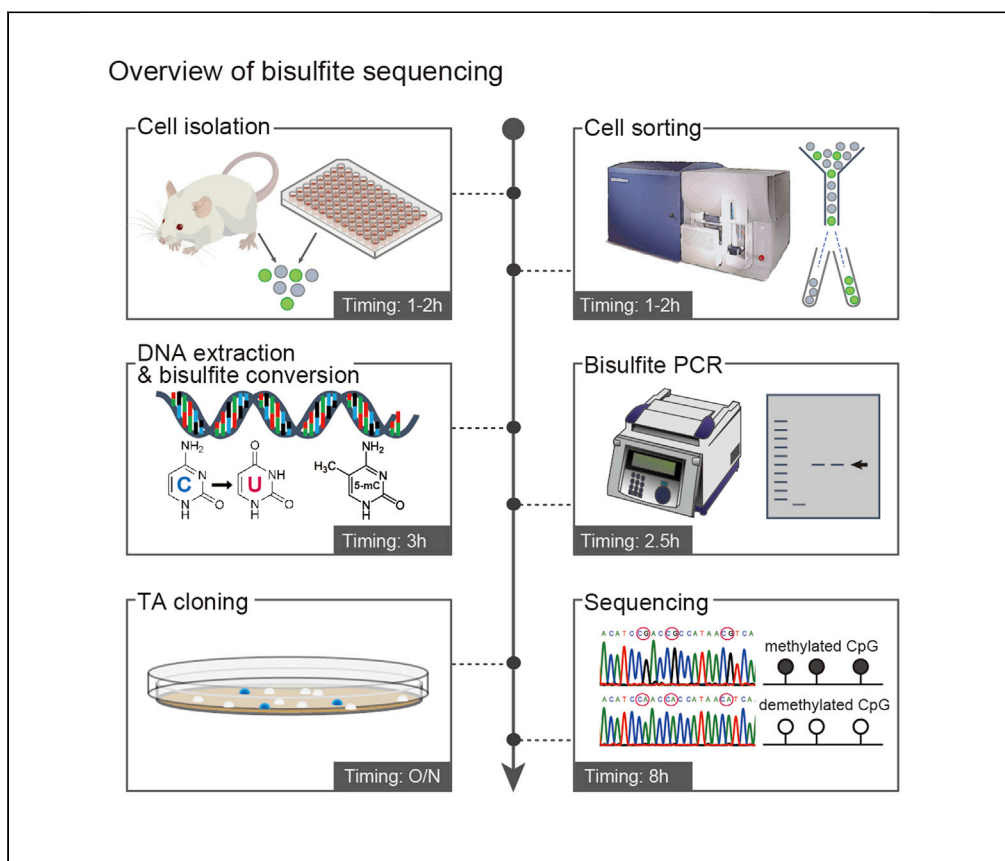 Overview of bisulfite sequencing
Cell isolation
Timing: 1-2h
Cell sorting
Timing: 1-2h
DNA extraction
& bisulfite conversion
NH₂
N
C
O
N
H
O
NH
U
O
N
H
NH₂
H₃C
N
5-mC
O
N
H
Timing: 3h
Bisulfite PCR
Timing: 2.5h
TA cloning
Timing: O/N
Sequencing
ACATCCGACCGCCATAACGTCA
methylated CpG
ACATCCAACCACCATAACATCA
demethylated CpG
Timing: 8h